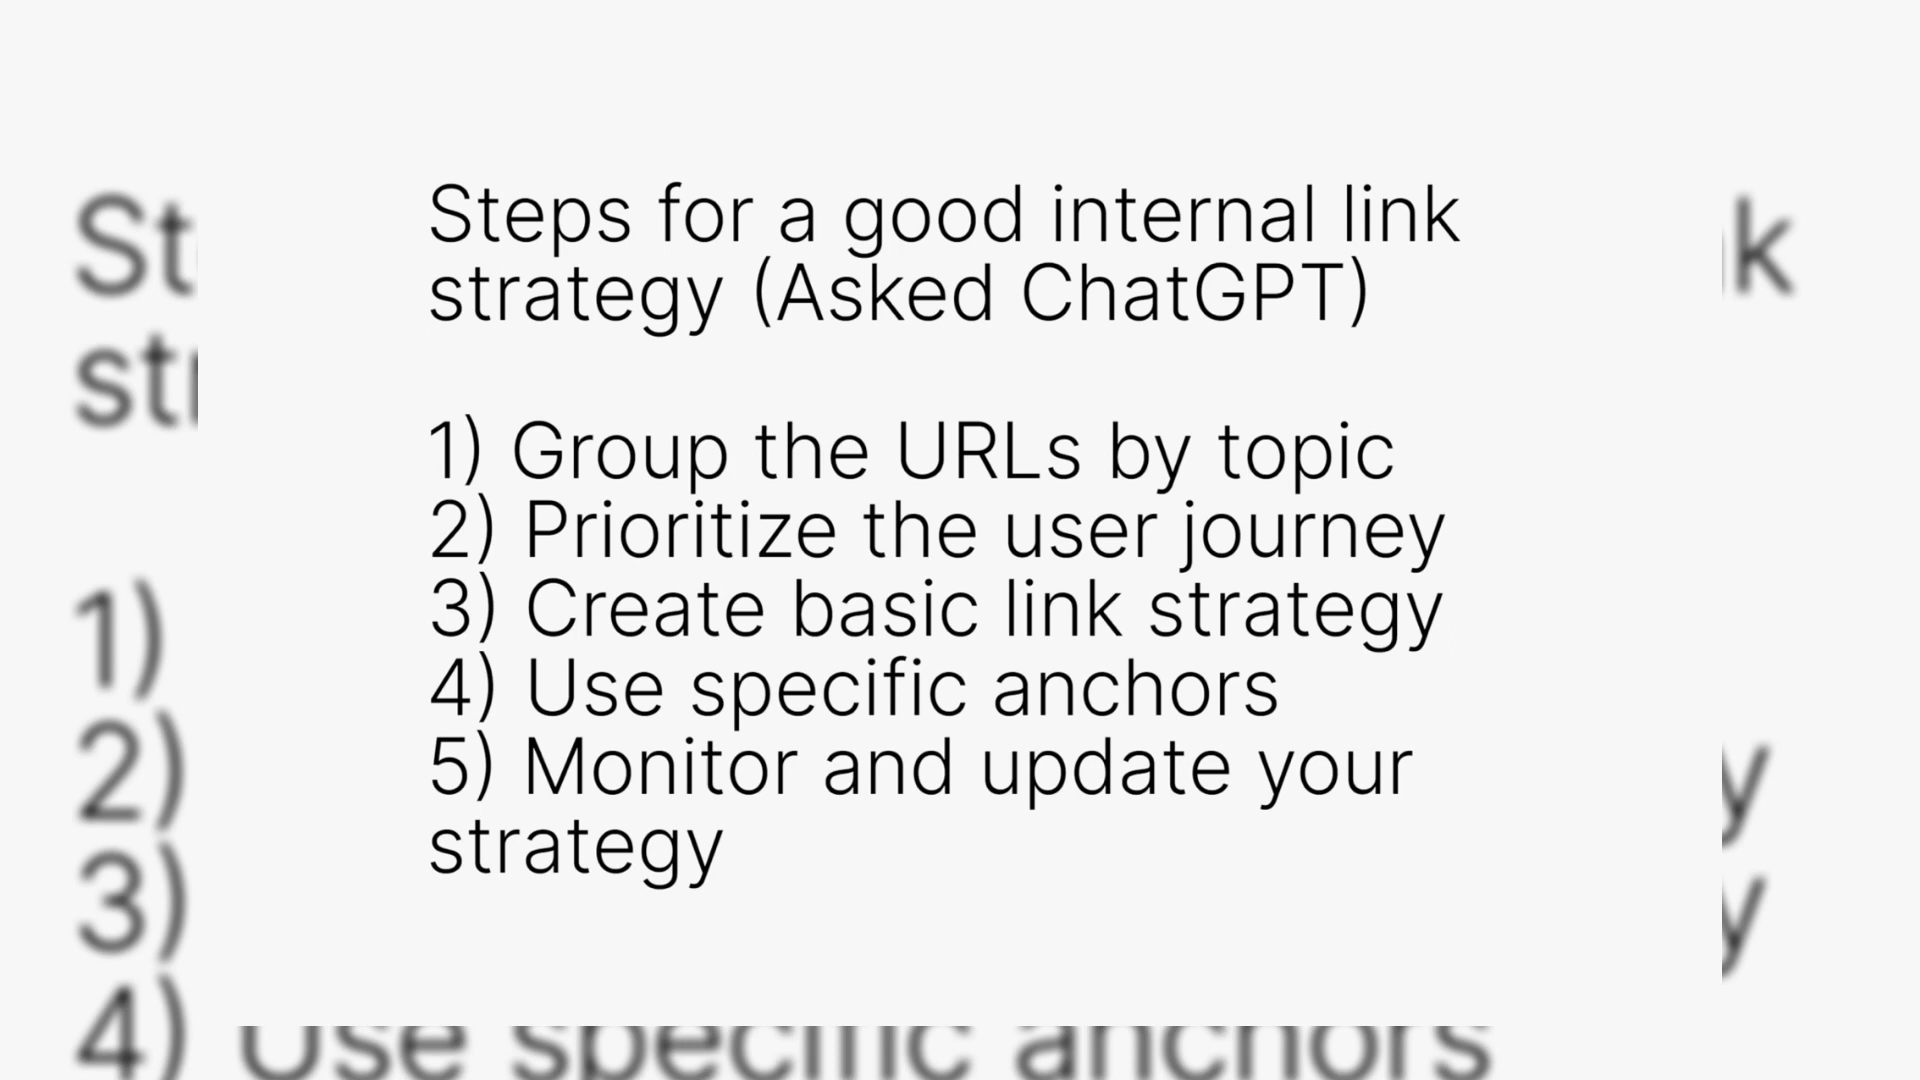 Steps for a good internal link
strategy (Asked ChatGPT)
1) Group the URLs by topic
2) Prioritize the user journey
3) Create basic link strategy
4) Use specific anchors
5) Monitor and update your
strategy